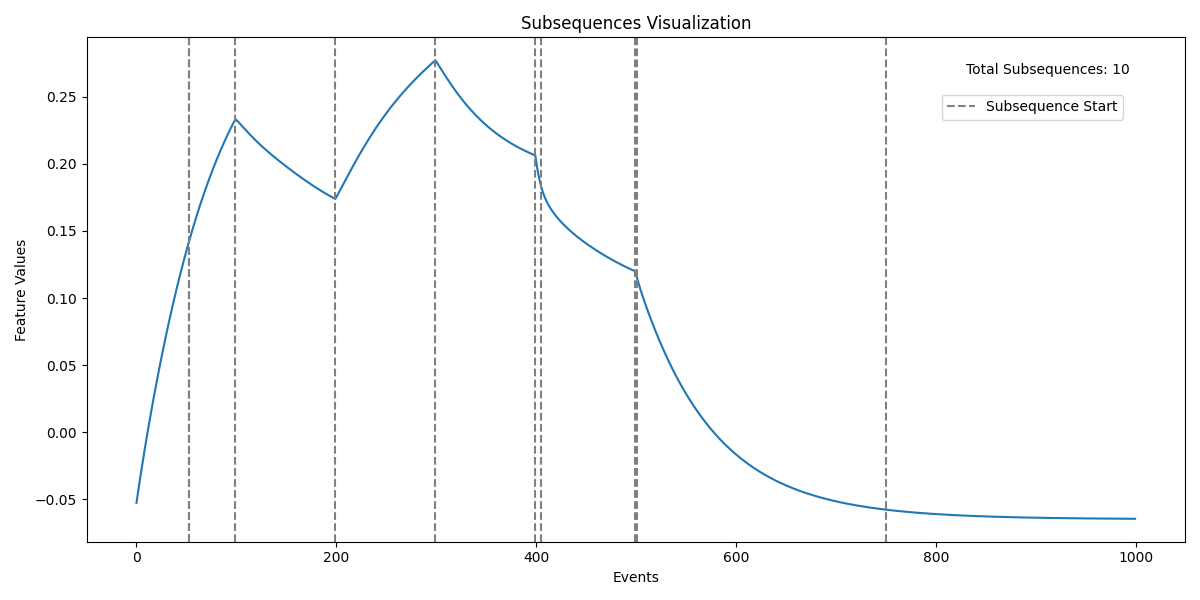 Subsequences Visualization
Total Subsequences: 10
Subsequence Start
Feature Values
0.25
0.20
0.15
0.10
0.05
0.00
−0.05
0 200 400 600 800 1000
Events